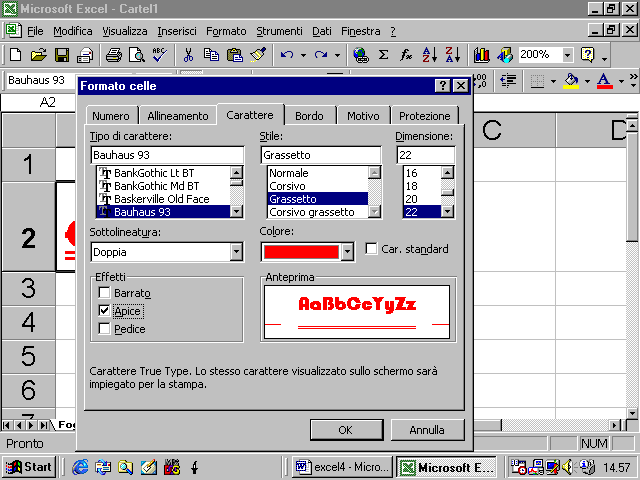 Microsoft Excel - Cartel1
File Modifica Visualizza Inserisci Formato Strumenti Dati Finestra ?
ABC
Σ fx A Z Z A 200% ?
Bauhaus 93
A2
Formato celle
Numero Allineamento Carattere Bordo Motivo Protezione
Tipo di carattere: Stile: Dimensione:
Bauhaus 93 Grassetto 22
BankGothic Lt BT Normale 16
BankGothic Md BT Corsivo 18
Baskerville Old Face Grassetto 20
Bauhaus 93 Corsivo grassetto 22
Sottolineatura: Colore:
Doppia Car. standard
Effetti Anteprima
Barrato
Apice
Pedice
AaBbCcYyZz
Carattere True Type. Lo stesso carattere visualizzato sullo schermo sarà
impiegato per la stampa.
OK Annulla
C D
1
2
3
4
5
6
7
Fog
Pronto NUM
Start excel4 - Micro... Microsoft E... 14.57